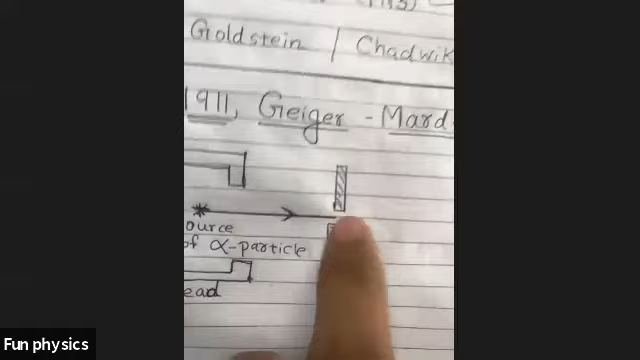 Goldstein / Chadwik
1911, Geiger - Mard
ource
of α-particle
ead
Fun physics